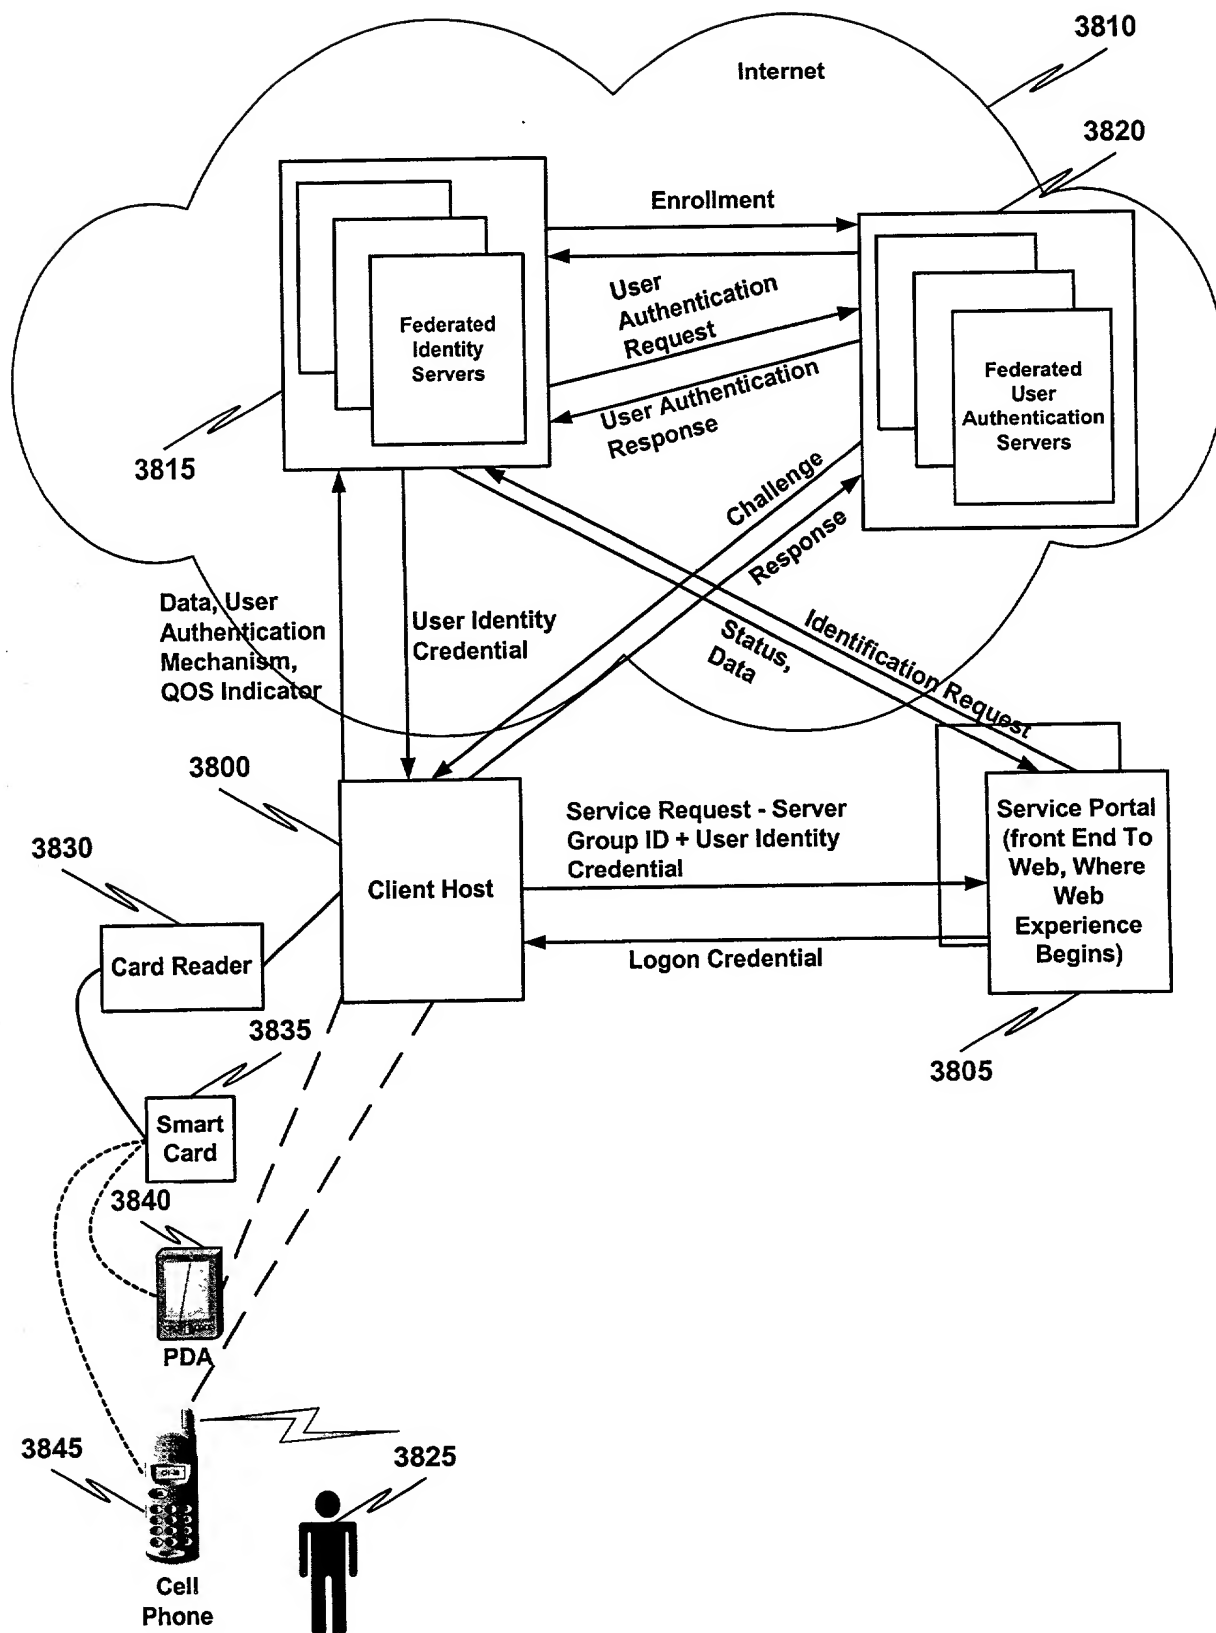 3810
Internet
3820
Enrollment
User
Authentication
Request
Federated
Identity
Servers
User Authentication
Response
Federated
User
Authentication
Servers
3815
Challenge
Response
Data, User
Authentication
Mechanism,
QOS Indicator
User Identity
Credential
Status,
Data
Identification Request
3800
Service Request - Server
Group ID + User Identity
Credential
Service Portal
(front End To
Web, Where
Web
Experience
Begins)
3830
Client Host
Card Reader
Logon Credential
3835
3805
Smart
Card
3840
PDA
3845
3825
Cell
Phone